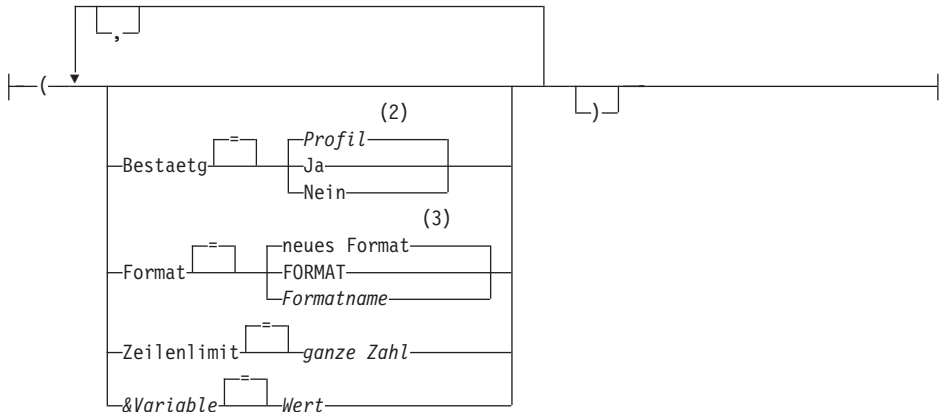 ,
(
)
(2)
Bestaetg = Profil
Ja
Nein
(3)
Format = neues Format
FORMAT
Formatname
Zeilenlimit = ganze Zahl
&Variable = Wert